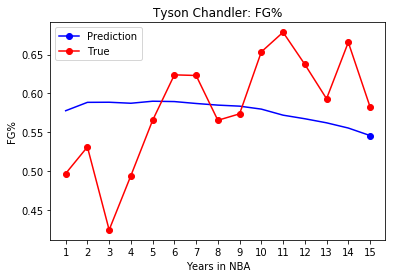 Tyson Chandler: FG%
Prediction
True
FG%
0.65
0.60
0.55
0.50
0.45
1 2 3 4 5 6 7 8 9 10 11 12 13 14 15
Years in NBA